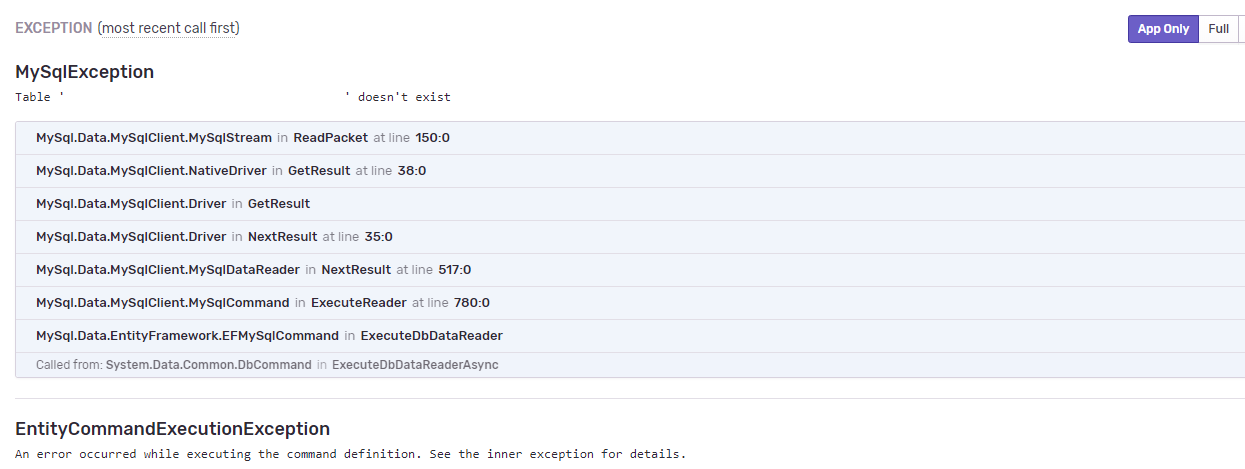 EXCEPTION (most recent call first)
App Only Full
MySqlException
Table ' ' doesn't exist
MySql.Data.MySqlClient.MySqlStream in ReadPacket at line 150:0
MySql.Data.MySqlClient.NativeDriver in GetResult at line 38:0
MySql.Data.MySqlClient.Driver in GetResult
MySql.Data.MySqlClient.Driver in NextResult at line 35:0
MySql.Data.MySqlClient.MySqlDataReader in NextResult at line 517:0
MySql.Data.MySqlClient.MySqlCommand in ExecuteReader at line 780:0
MySql.Data.EntityFramework.EFMySqlCommand in ExecuteDbDataReader
Called from: System.Data.Common.DbCommand in ExecuteDbDataReaderAsync
EntityCommandExecutionException
An error occurred while executing the command definition. See the inner exception for details.